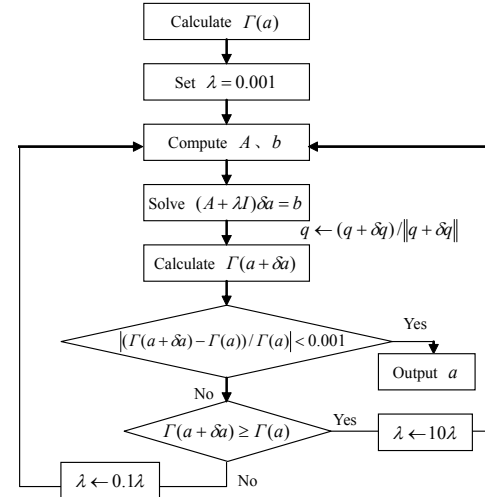 Calculate Γ(a)
Set λ = 0.001
Compute A、b
Solve (A + λI)δa = b
q ← (q + δq)/‖q + δq‖
Calculate Γ(a + δa)
|(Γ(a + δa) − Γ(a))/Γ(a)| < 0.001
Yes
Output a
No
Γ(a + δa) ≥ Γ(a)
Yes
λ ← 10λ
λ ← 0.1λ
No